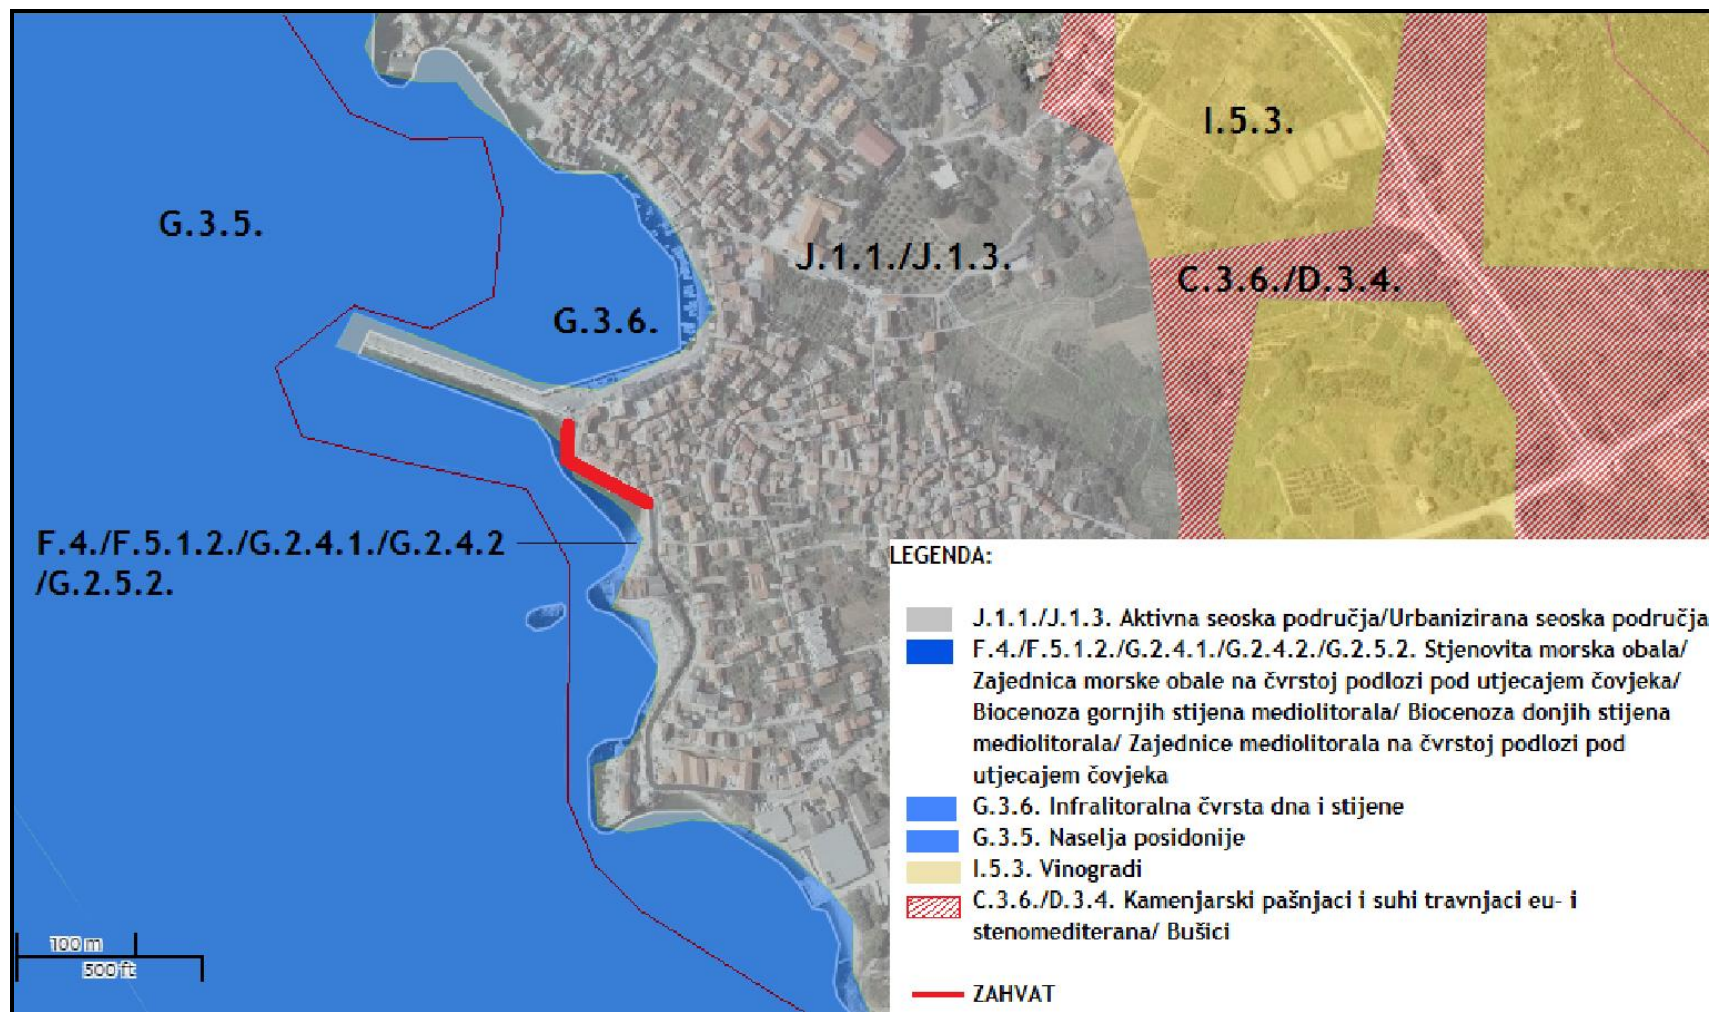 I.5.3.
G.3.5.
J.1.1./J.1.3.
C.3.6./D.3.4.
G.3.6.
F.4./F.5.1.2./G.2.4.1./G.2.4.2
/G.2.5.2.
100 m
500 ft
LEGENDA:
J.1.1./J.1.3. Aktivna seoska područja/Urbanizirana seoska područja
F.4./F.5.1.2./G.2.4.1./G.2.4.2./G.2.5.2. Stjenovita morska obala/
Zajednica morske obale na čvrstoj podlozi pod utjecajem čovjeka/
Biocenoza gornjih stijena mediolitorala/ Biocenoza donjih stijena
mediolitorala/ Zajednice mediolitorala na čvrstoj podlozi pod
utjecajem čovjeka
G.3.6. Infralitoralna čvrsta dna i stijene
G.3.5. Naselja posidonije
I.5.3. Vinogradi
C.3.6./D.3.4. Kamenjarski pašnjaci i suhi travnjaci eu- i
stenomediterana/ Bušici
ZAHVAT